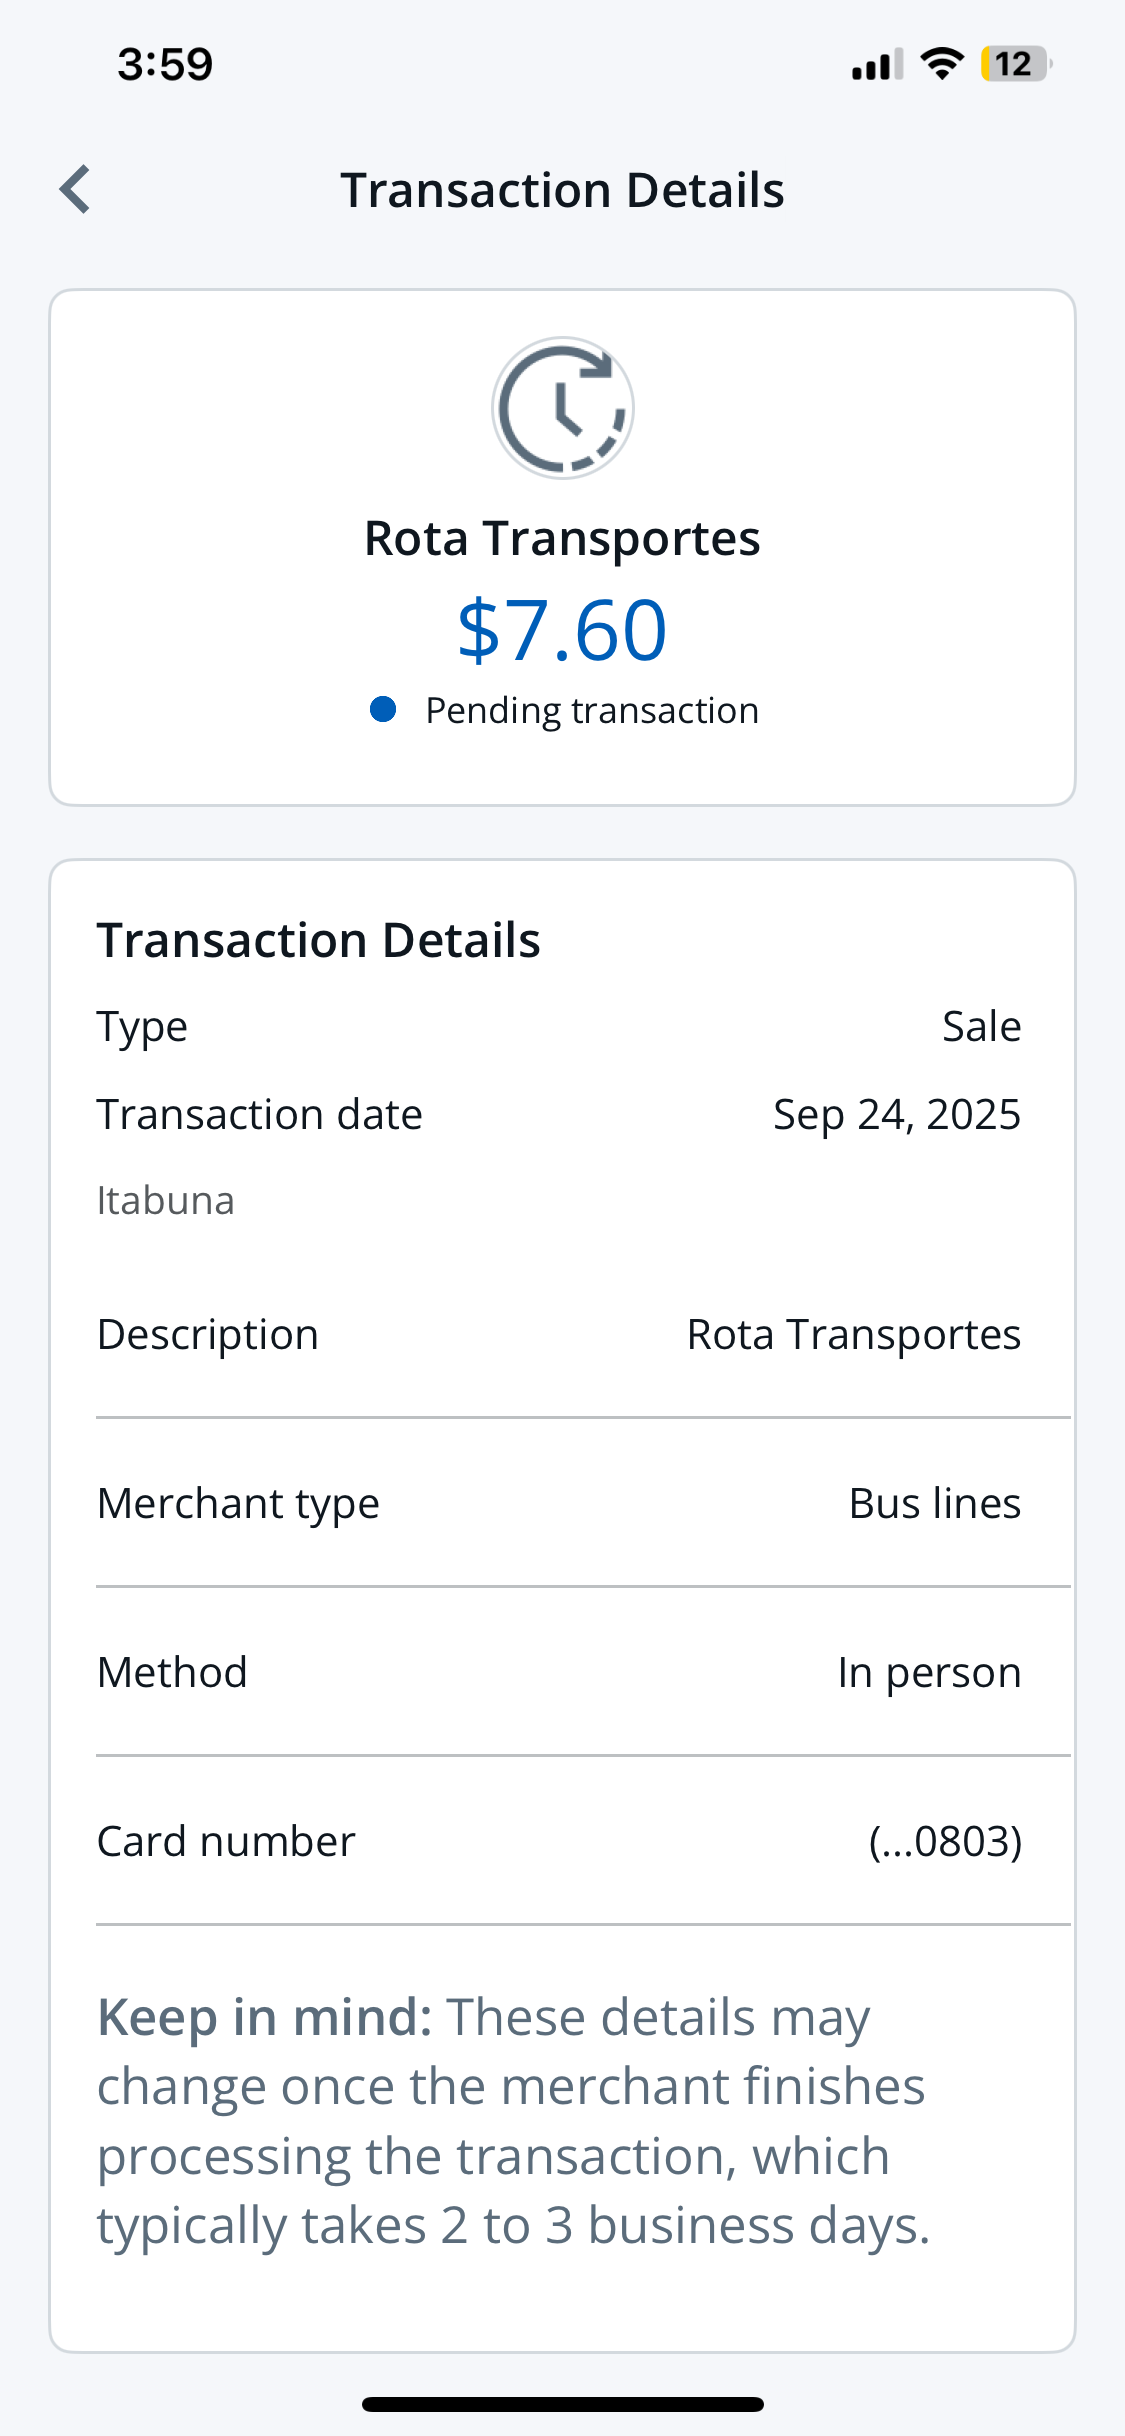 3:59
12
Transaction Details
Rota Transportes
$7.60
Pending transaction
Transaction Details
Type Sale
Transaction date Sep 24, 2025
Itabuna
Description Rota Transportes
Merchant type Bus lines
Method In person
Card number (...0803)
Keep in mind: These details may
change once the merchant finishes
processing the transaction, which
typically takes 2 to 3 business days.